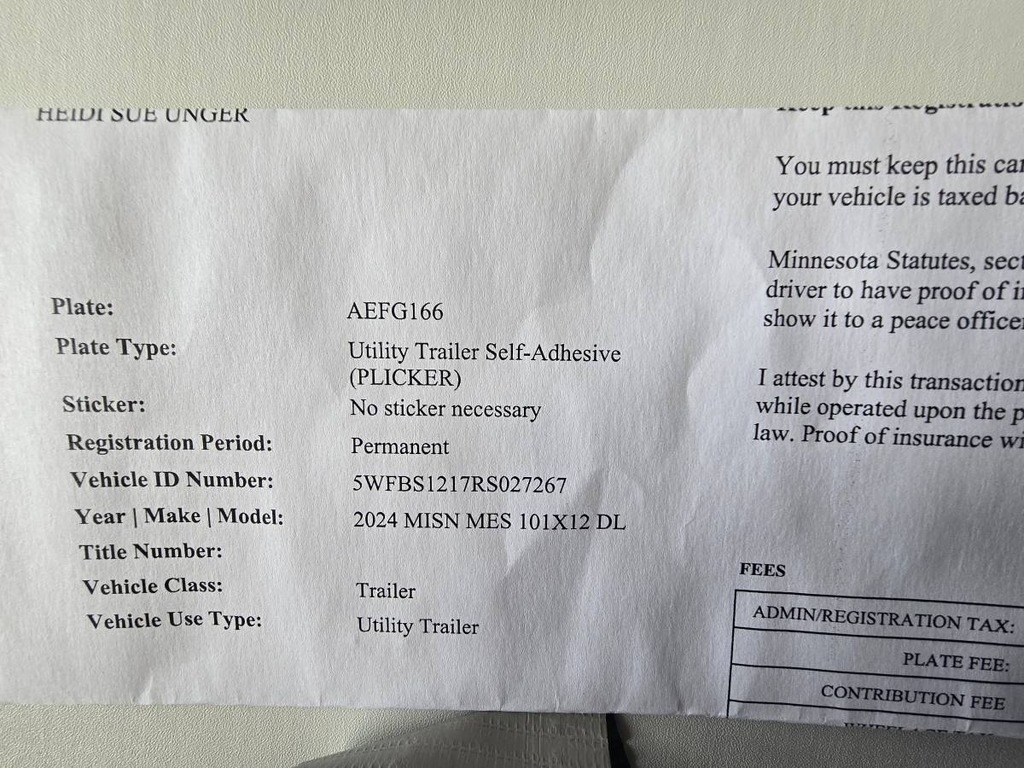 HEIDI SUE UNGER
Plate: AEFG166
Plate Type: Utility Trailer Self-Adhesive
(PLICKER)
Sticker: No sticker necessary
Registration Period: Permanent
Vehicle ID Number: 5WFBS1217RS027267
Year | Make | Model: 2024 MISN MES 101X12 DL
Title Number:
Vehicle Class: Trailer
Vehicle Use Type: Utility Trailer
Keep this Registration
You must keep this
your vehicle is taxed
Minnesota Statutes,
driver to have proof of
show it to a peace
I attest by this transaction
while operated upon the
law. Proof of insurance
FEES
ADMIN/REGISTRATION TAX:
PLATE FEE:
CONTRIBUTION FEE